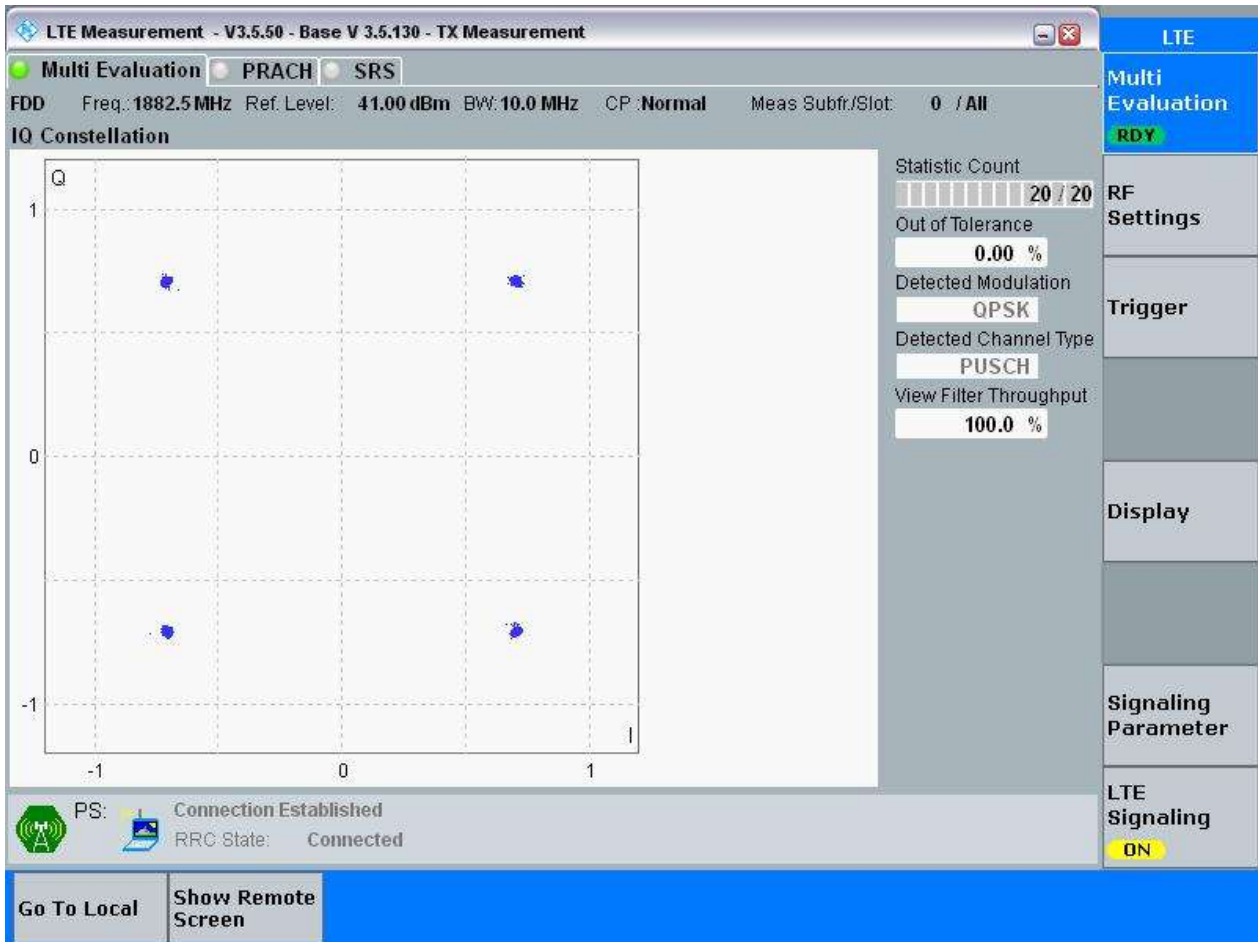 LTE Measurement - V3.5.50 - Base V 3.5.130 - TX Measurement
LTE
Multi Evaluation PRACH SRS
Multi
Evaluation
RDY
FDD Freq.: 1882.5 MHz Ref. Level: 41.00 dBm BW: 10.0 MHz CP : Normal Meas Subfr./Slot: 0 / All
IQ Constellation
Q
1
0
-1
I
-1 0 1
Statistic Count
20 / 20
Out of Tolerance
0.00 %
Detected Modulation
QPSK
Detected Channel Type
PUSCH
View Filter Throughput
100.0 %
RF
Settings
Trigger
Display
Signaling
Parameter
LTE
Signaling
ON
PS: Connection Established
RRC State: Connected
Go To Local
Show Remote
Screen